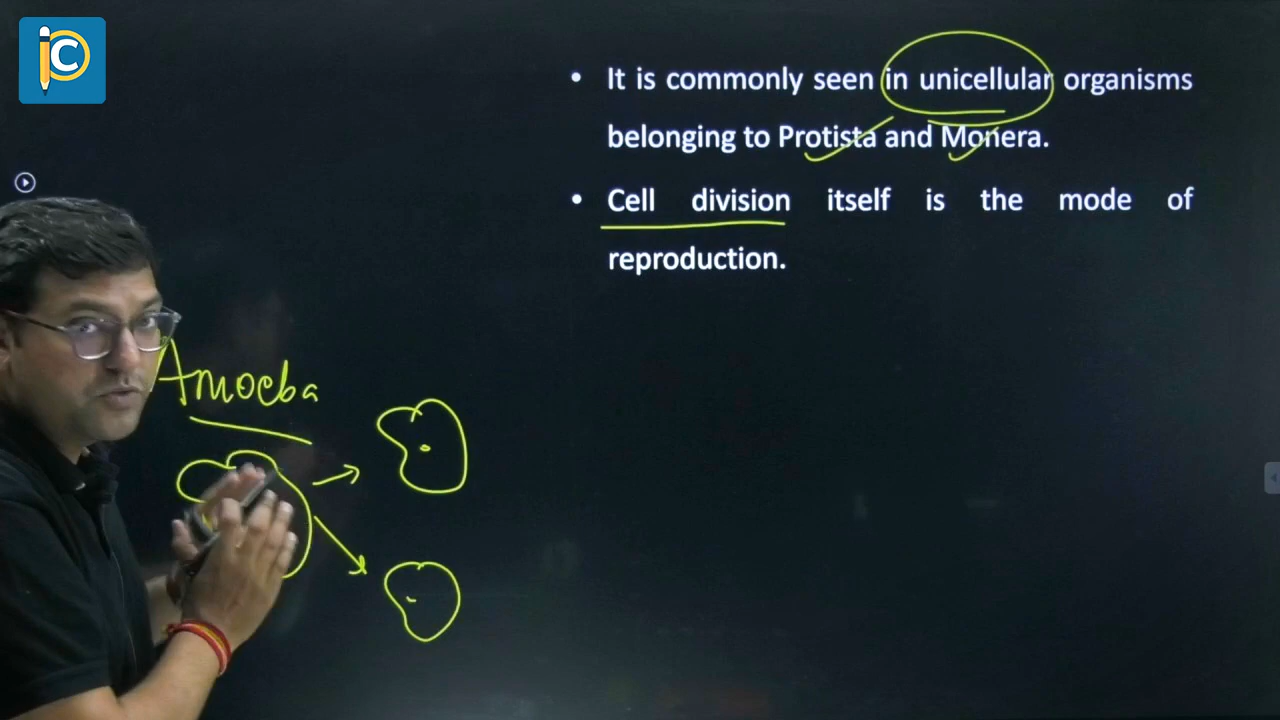 • It is commonly seen in unicellular organisms
belonging to Protista and Monera.
• Cell division itself is the mode of
reproduction.
Amoeba